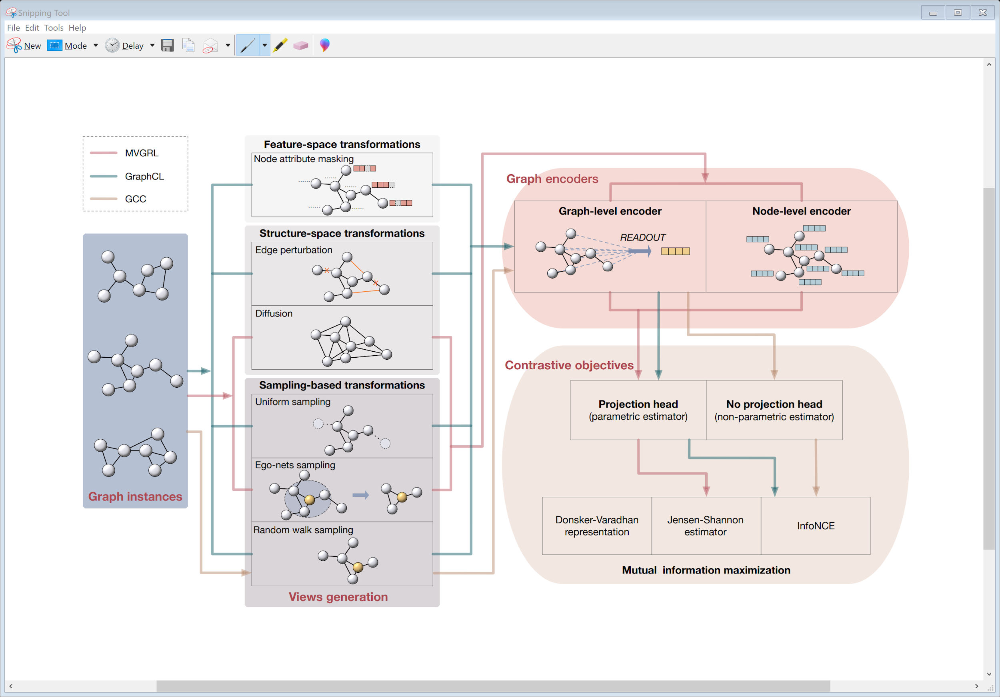 Snipping Tool
File Edit Tools Help
New Mode Delay
MVGRL
GraphCL
GCC
Graph instances
Feature-space transformations
Node attribute masking
Structure-space transformations
Edge perturbation
Diffusion
Sampling-based transformations
Uniform sampling
Ego-nets sampling
Random walk sampling
Views generation
Graph encoders
Graph-level encoder
READOUT
Node-level encoder
Contrastive objectives
Projection head
(parametric estimator)
No projection head
(non-parametric estimator)
Donsker-Varadhan
representation
Jensen-Shannon
estimator
InfoNCE
Mutual information maximization